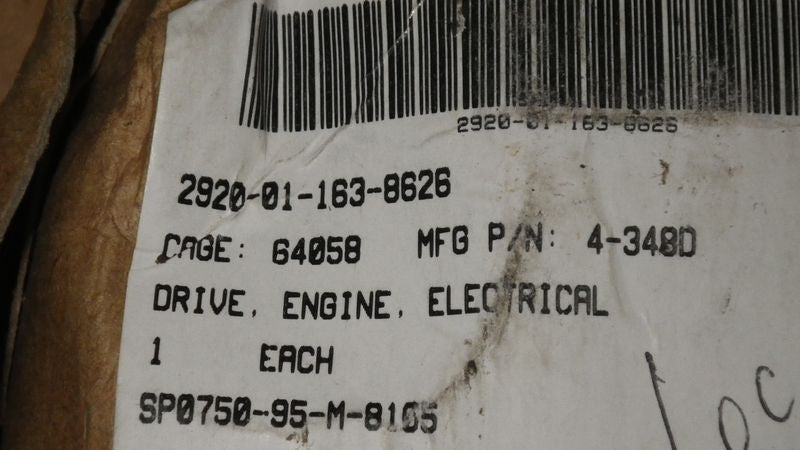 2920-01-163-8626
2920-01-163-8626
CAGE: 64058 MFG P/N: 4-348D
DRIVE, ENGINE, ELECTRICAL
1 EACH
SP0750-95-M-8165